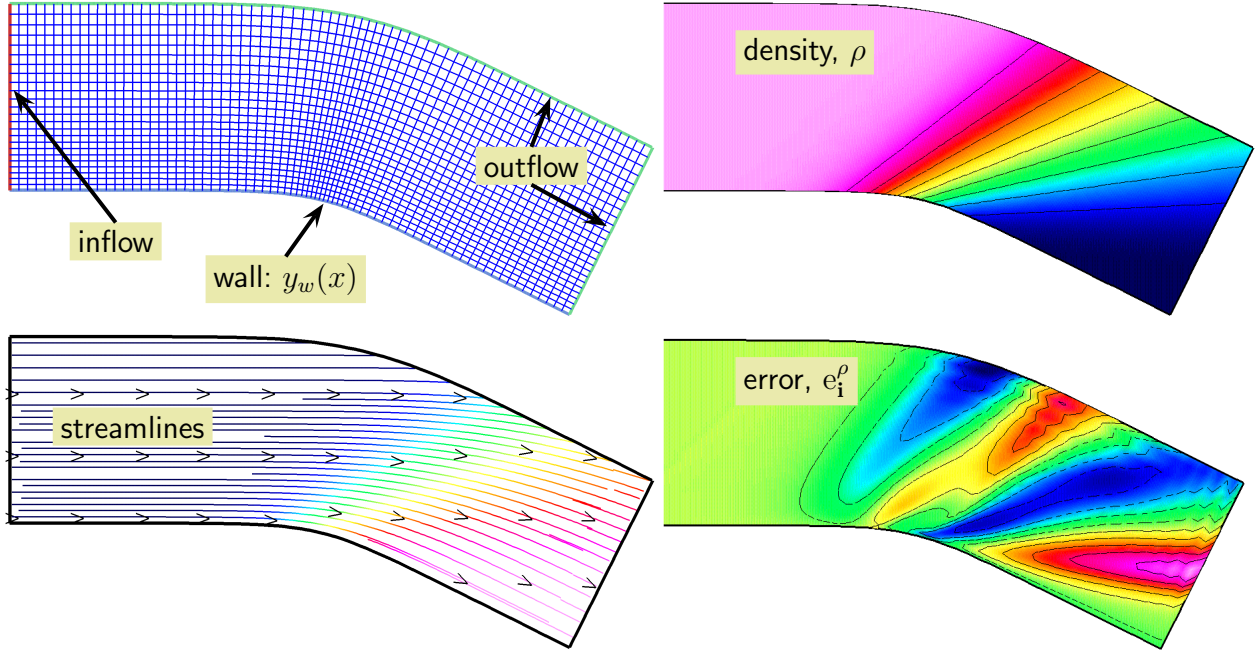 density, ρ
outflow
inflow
wall: y_w(x)
error, e_i^ρ
streamlines